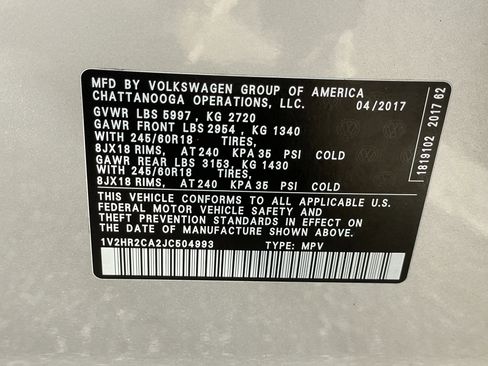 MFD BY VOLKSWAGEN GROUP OF AMERICA
CHATTANOOGA OPERATIONS, LLC. 04/2017
GVWR LBS 5997, KG 2720
GAWR FRONT LBS 2954, KG 1340
WITH 245/60R18 TIRES,
8JX18 RIMS, AT 240 KPA 35 PSI COLD
GAWR REAR LBS 3153, KG 1430
WITH 245/60R18 TIRES,
8JX18 RIMS, AT 240 KPA 35 PSI COLD
THIS VEHICLE CONFORMS TO ALL APPLICABLE U.S.
FEDERAL MOTOR VEHICLE SAFETY AND
THEFT PREVENTION STANDARDS IN EFFECT ON
THE DATE OF MANUFACTURE SHOWN ABOVE.
1V2HR2CA2JC504993 TYPE: MPV
1819102 2017 62